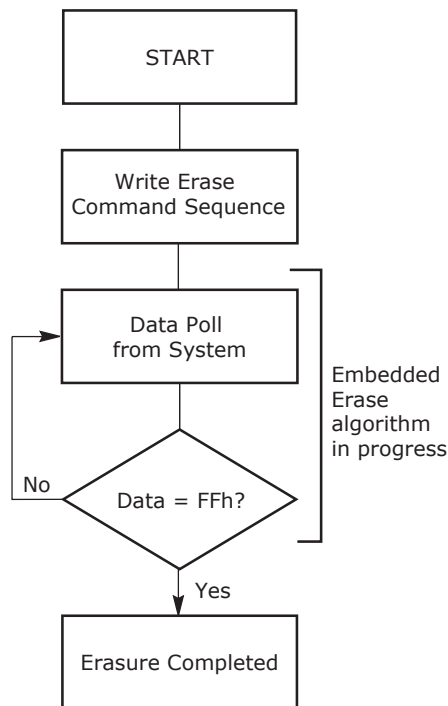 START
Write Erase
Command Sequence
Data Poll
from System
Embedded
Erase
algorithm
in progress
No
Data = FFh?
Yes
Erasure Completed